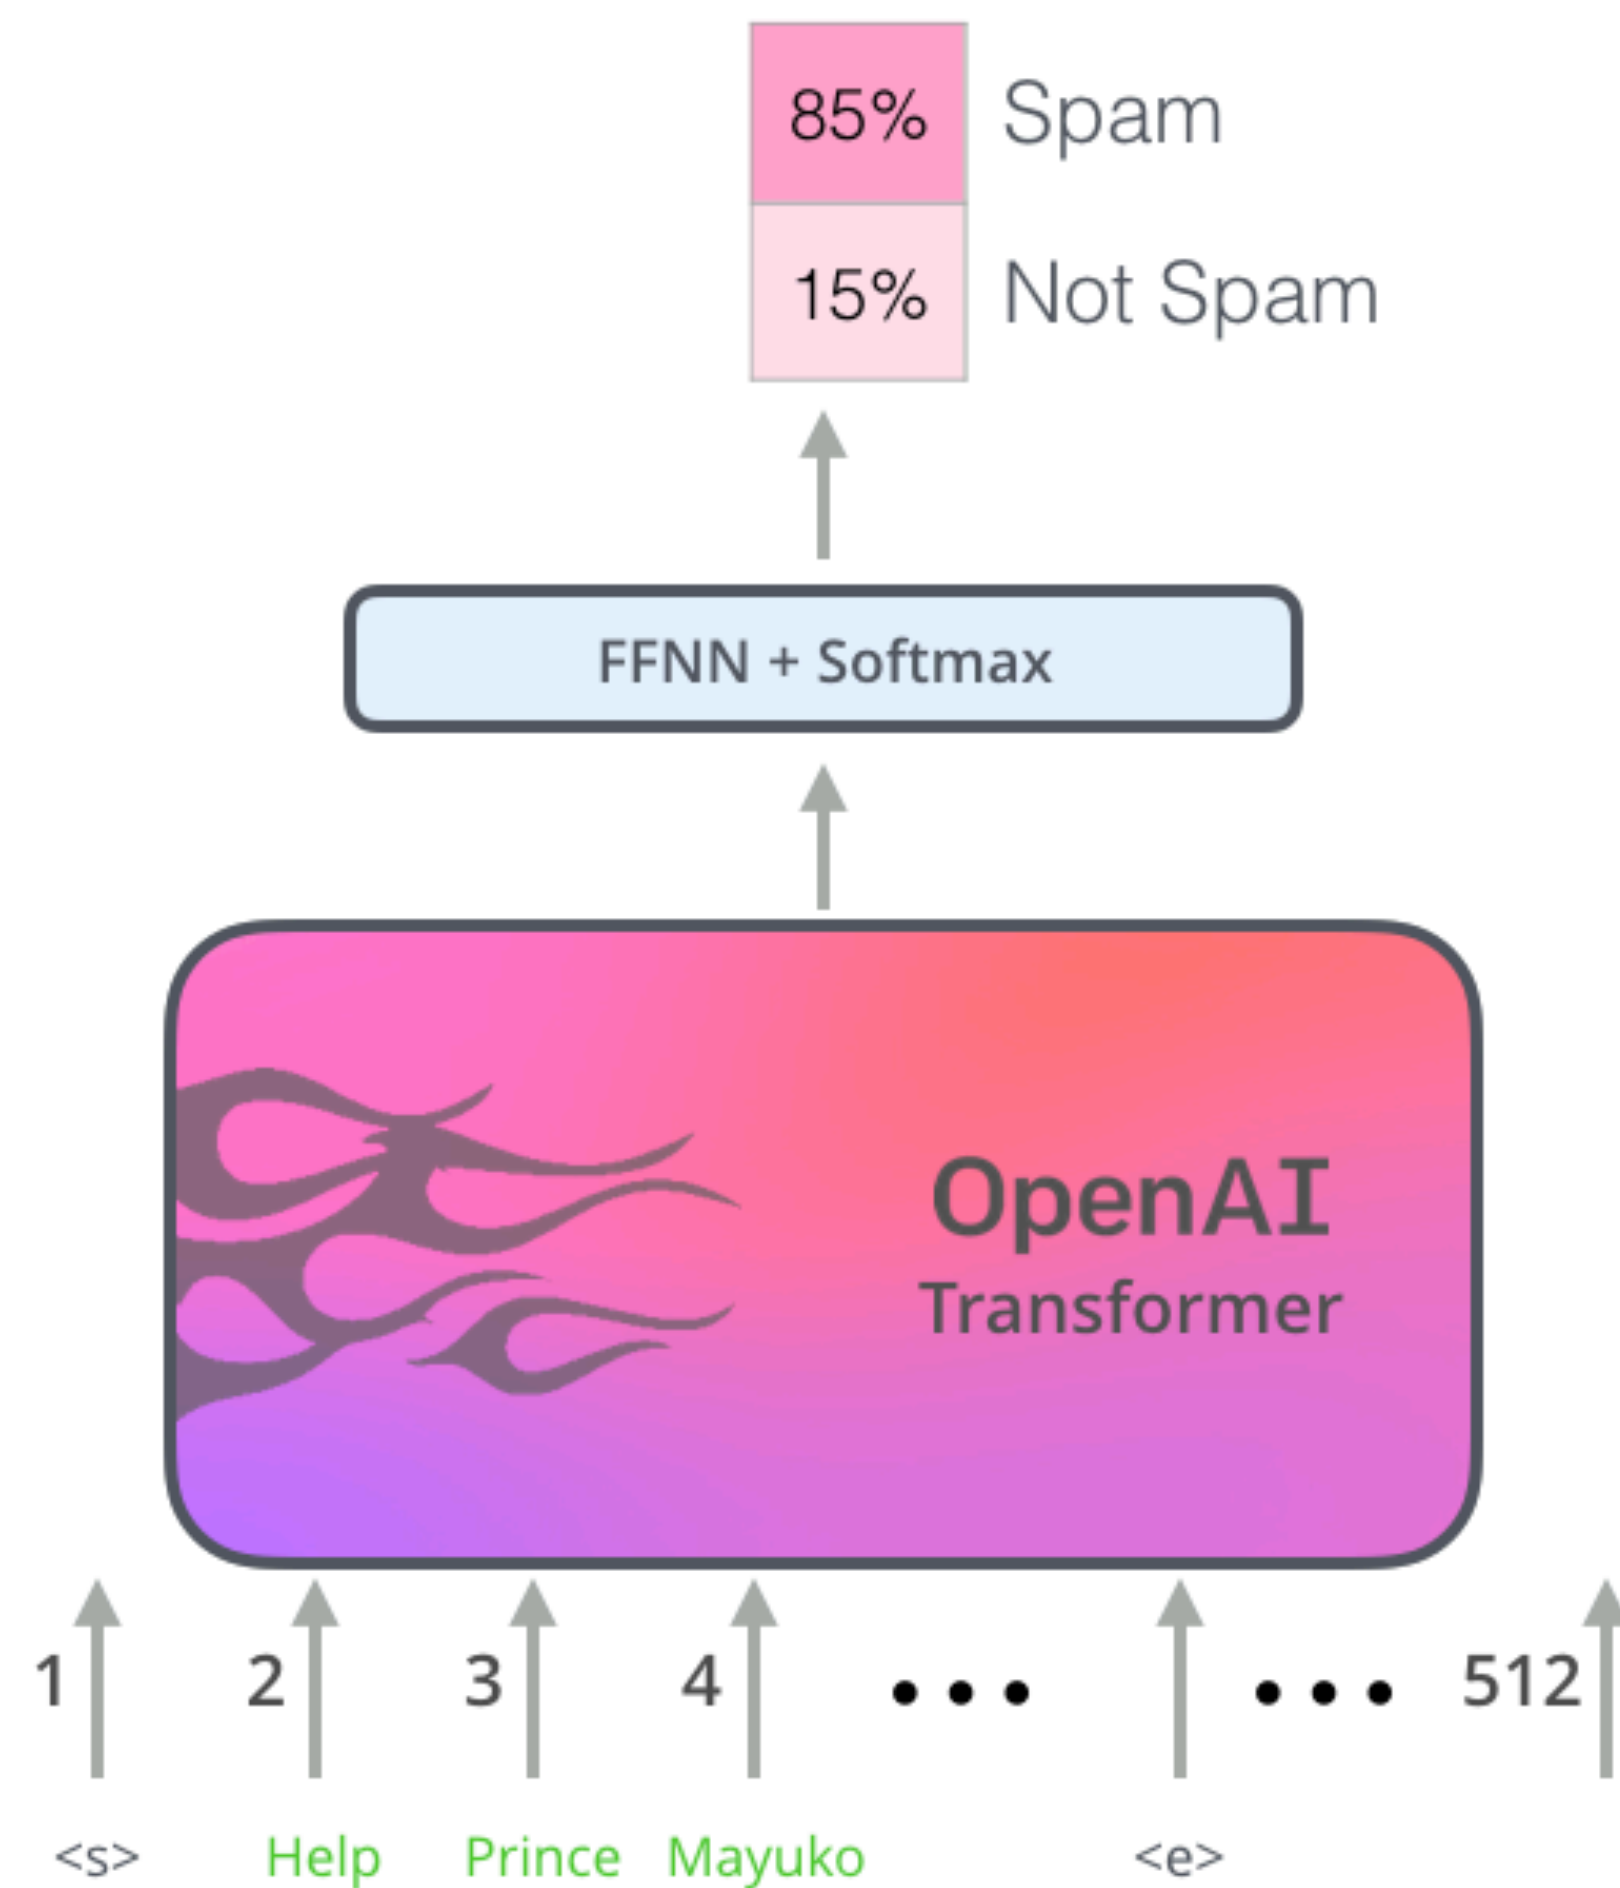 85% Spam
15% Not Spam
FFNN + Softmax
OpenAI
Transformer
1 2 3 4 ••• ••• 512
<s> Help Prince Mayuko <e>